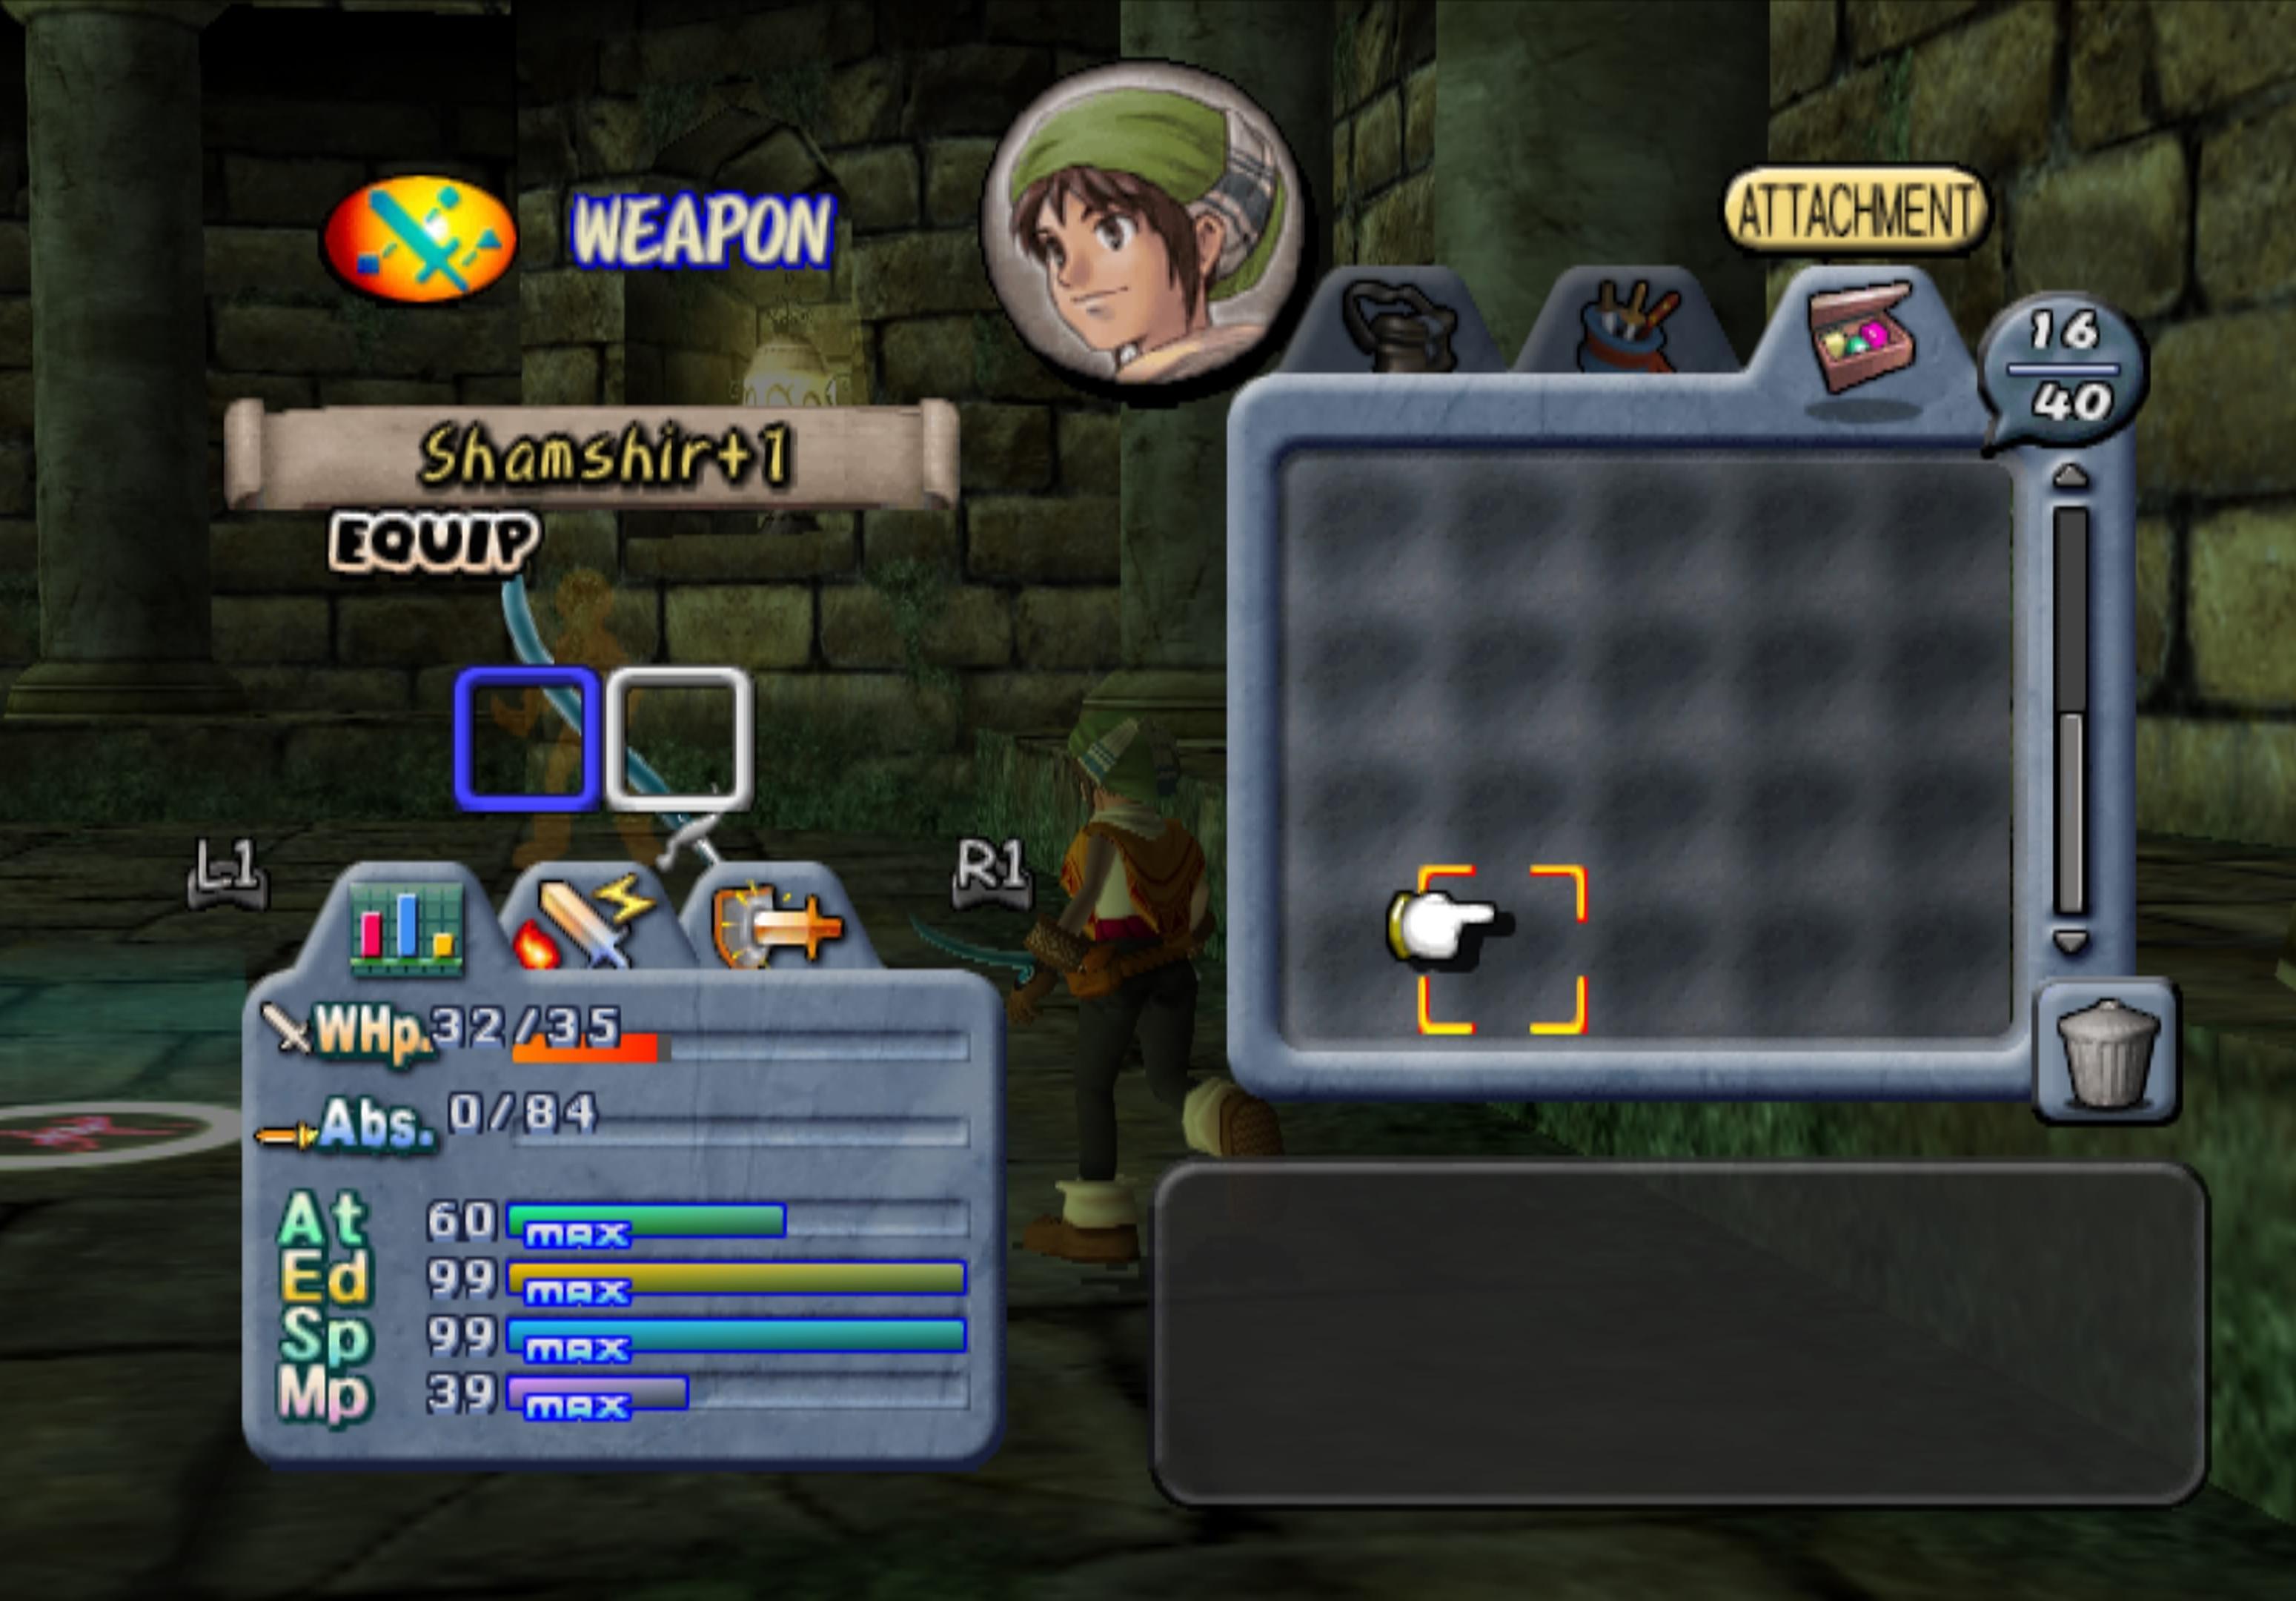 WEAPON
ATTACHMENT
16
40
Shamshir+1
EQUIP
L1
R1
WHp. 32/35
Abs. 0/84
At 60 max
Ed 99 max
Sp 99 max
Mp 39 max